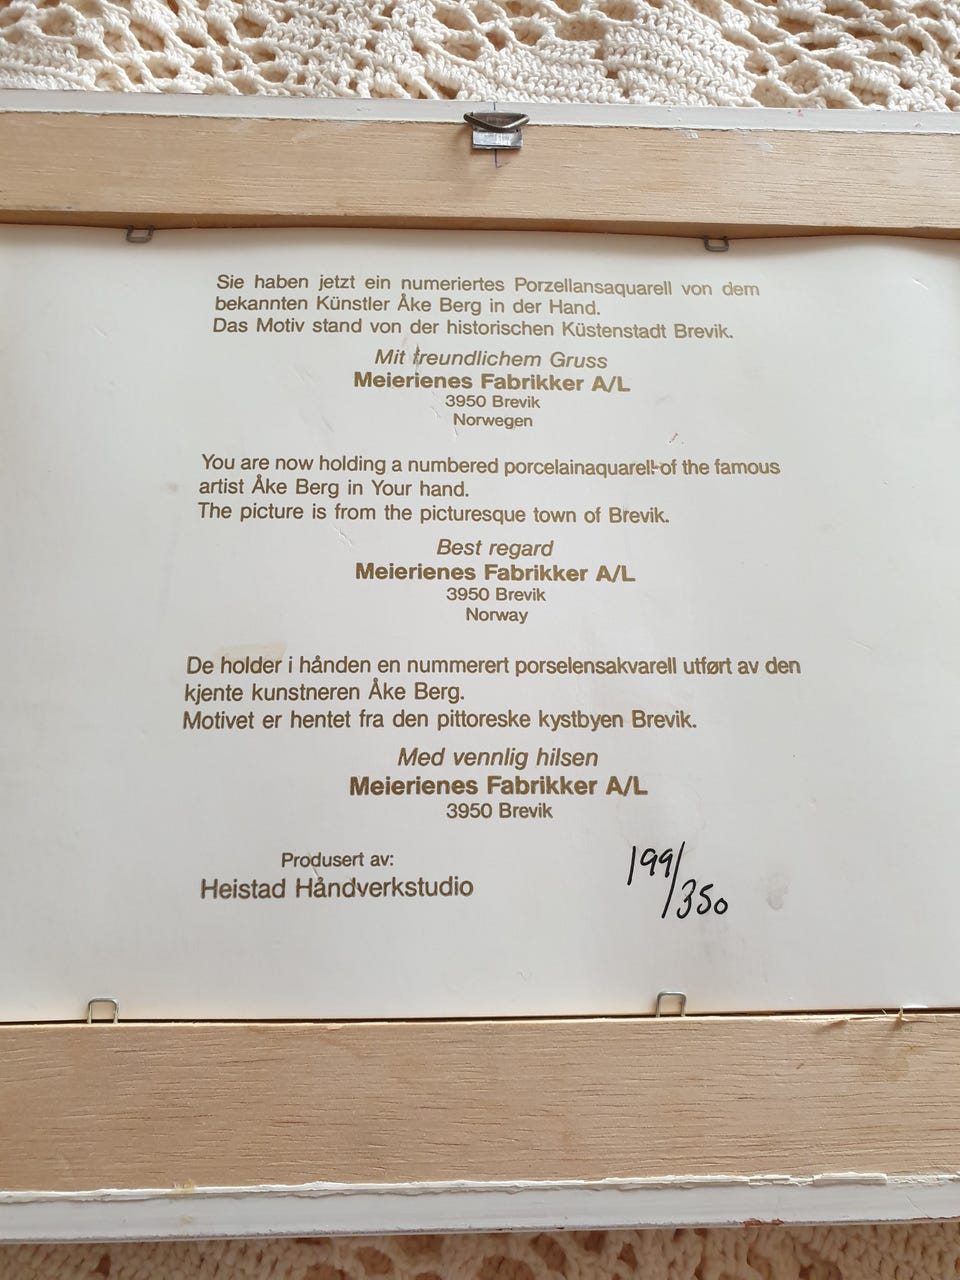 Sie haben jetzt ein numeriertes Porzellansaquarell von dem
bekannten Künstler Åke Berg in der Hand.
Das Motiv stand von der historischen Küstenstadt Brevik.
Mit freundlichem Gruss
Meierienes Fabrikker A/L
3950 Brevik
Norwegen
You are now holding a numbered porcelainaquarell of the famous
artist Åke Berg in Your hand.
The picture is from the picturesque town of Brevik.
Best regard
Meierienes Fabrikker A/L
3950 Brevik
Norway
De holder i hånden en nummerert porselensakvarell utført av den
kjente kunstneren Åke Berg.
Motivet er hentet fra den pittoreske kystbyen Brevik.
Med vennlig hilsen
Meierienes Fabrikker A/L
3950 Brevik
Produsert av:
Heistad Håndverkstudio
199/350